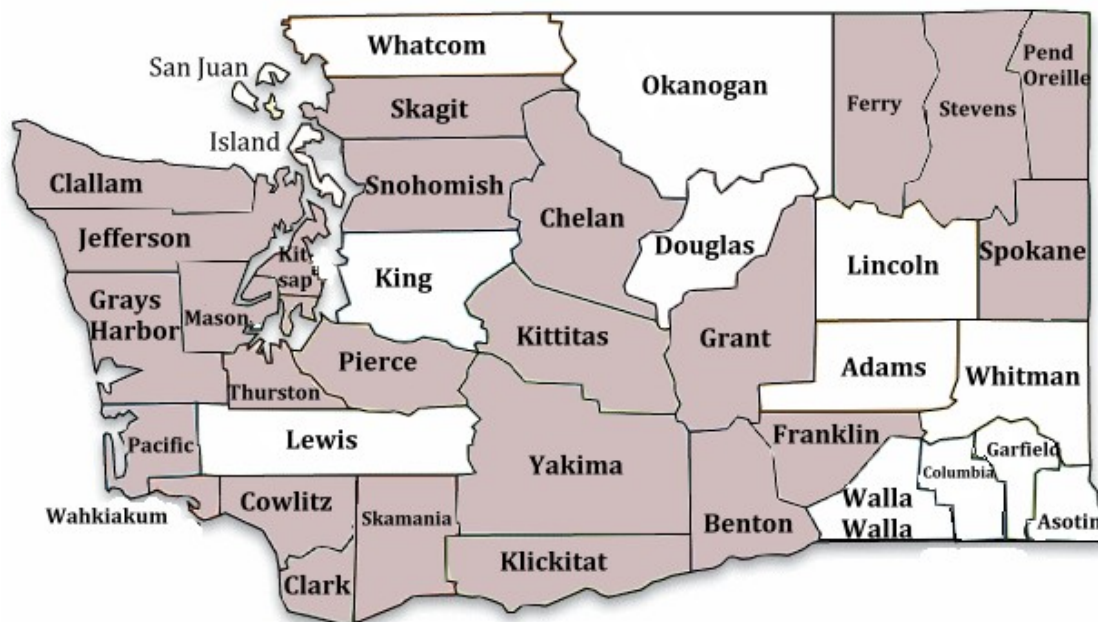 Whatcom
San Juan
Okanogan
Pend
Oreille
Ferry
Stevens
Skagit
Island
Clallam
Snohomish
Chelan
Jefferson
Douglas
Spokane
Kit-
sap
King
Lincoln
Grays
Harbor
Mason
Kittitas
Grant
Pierce
Adams
Whitman
Thurston
Lewis
Pacific
Franklin
Garfield
Yakima
Columbia
Walla
Walla
Cowlitz
Wahkiakum
Skamania
Benton
Asotin
Klickitat
Clark